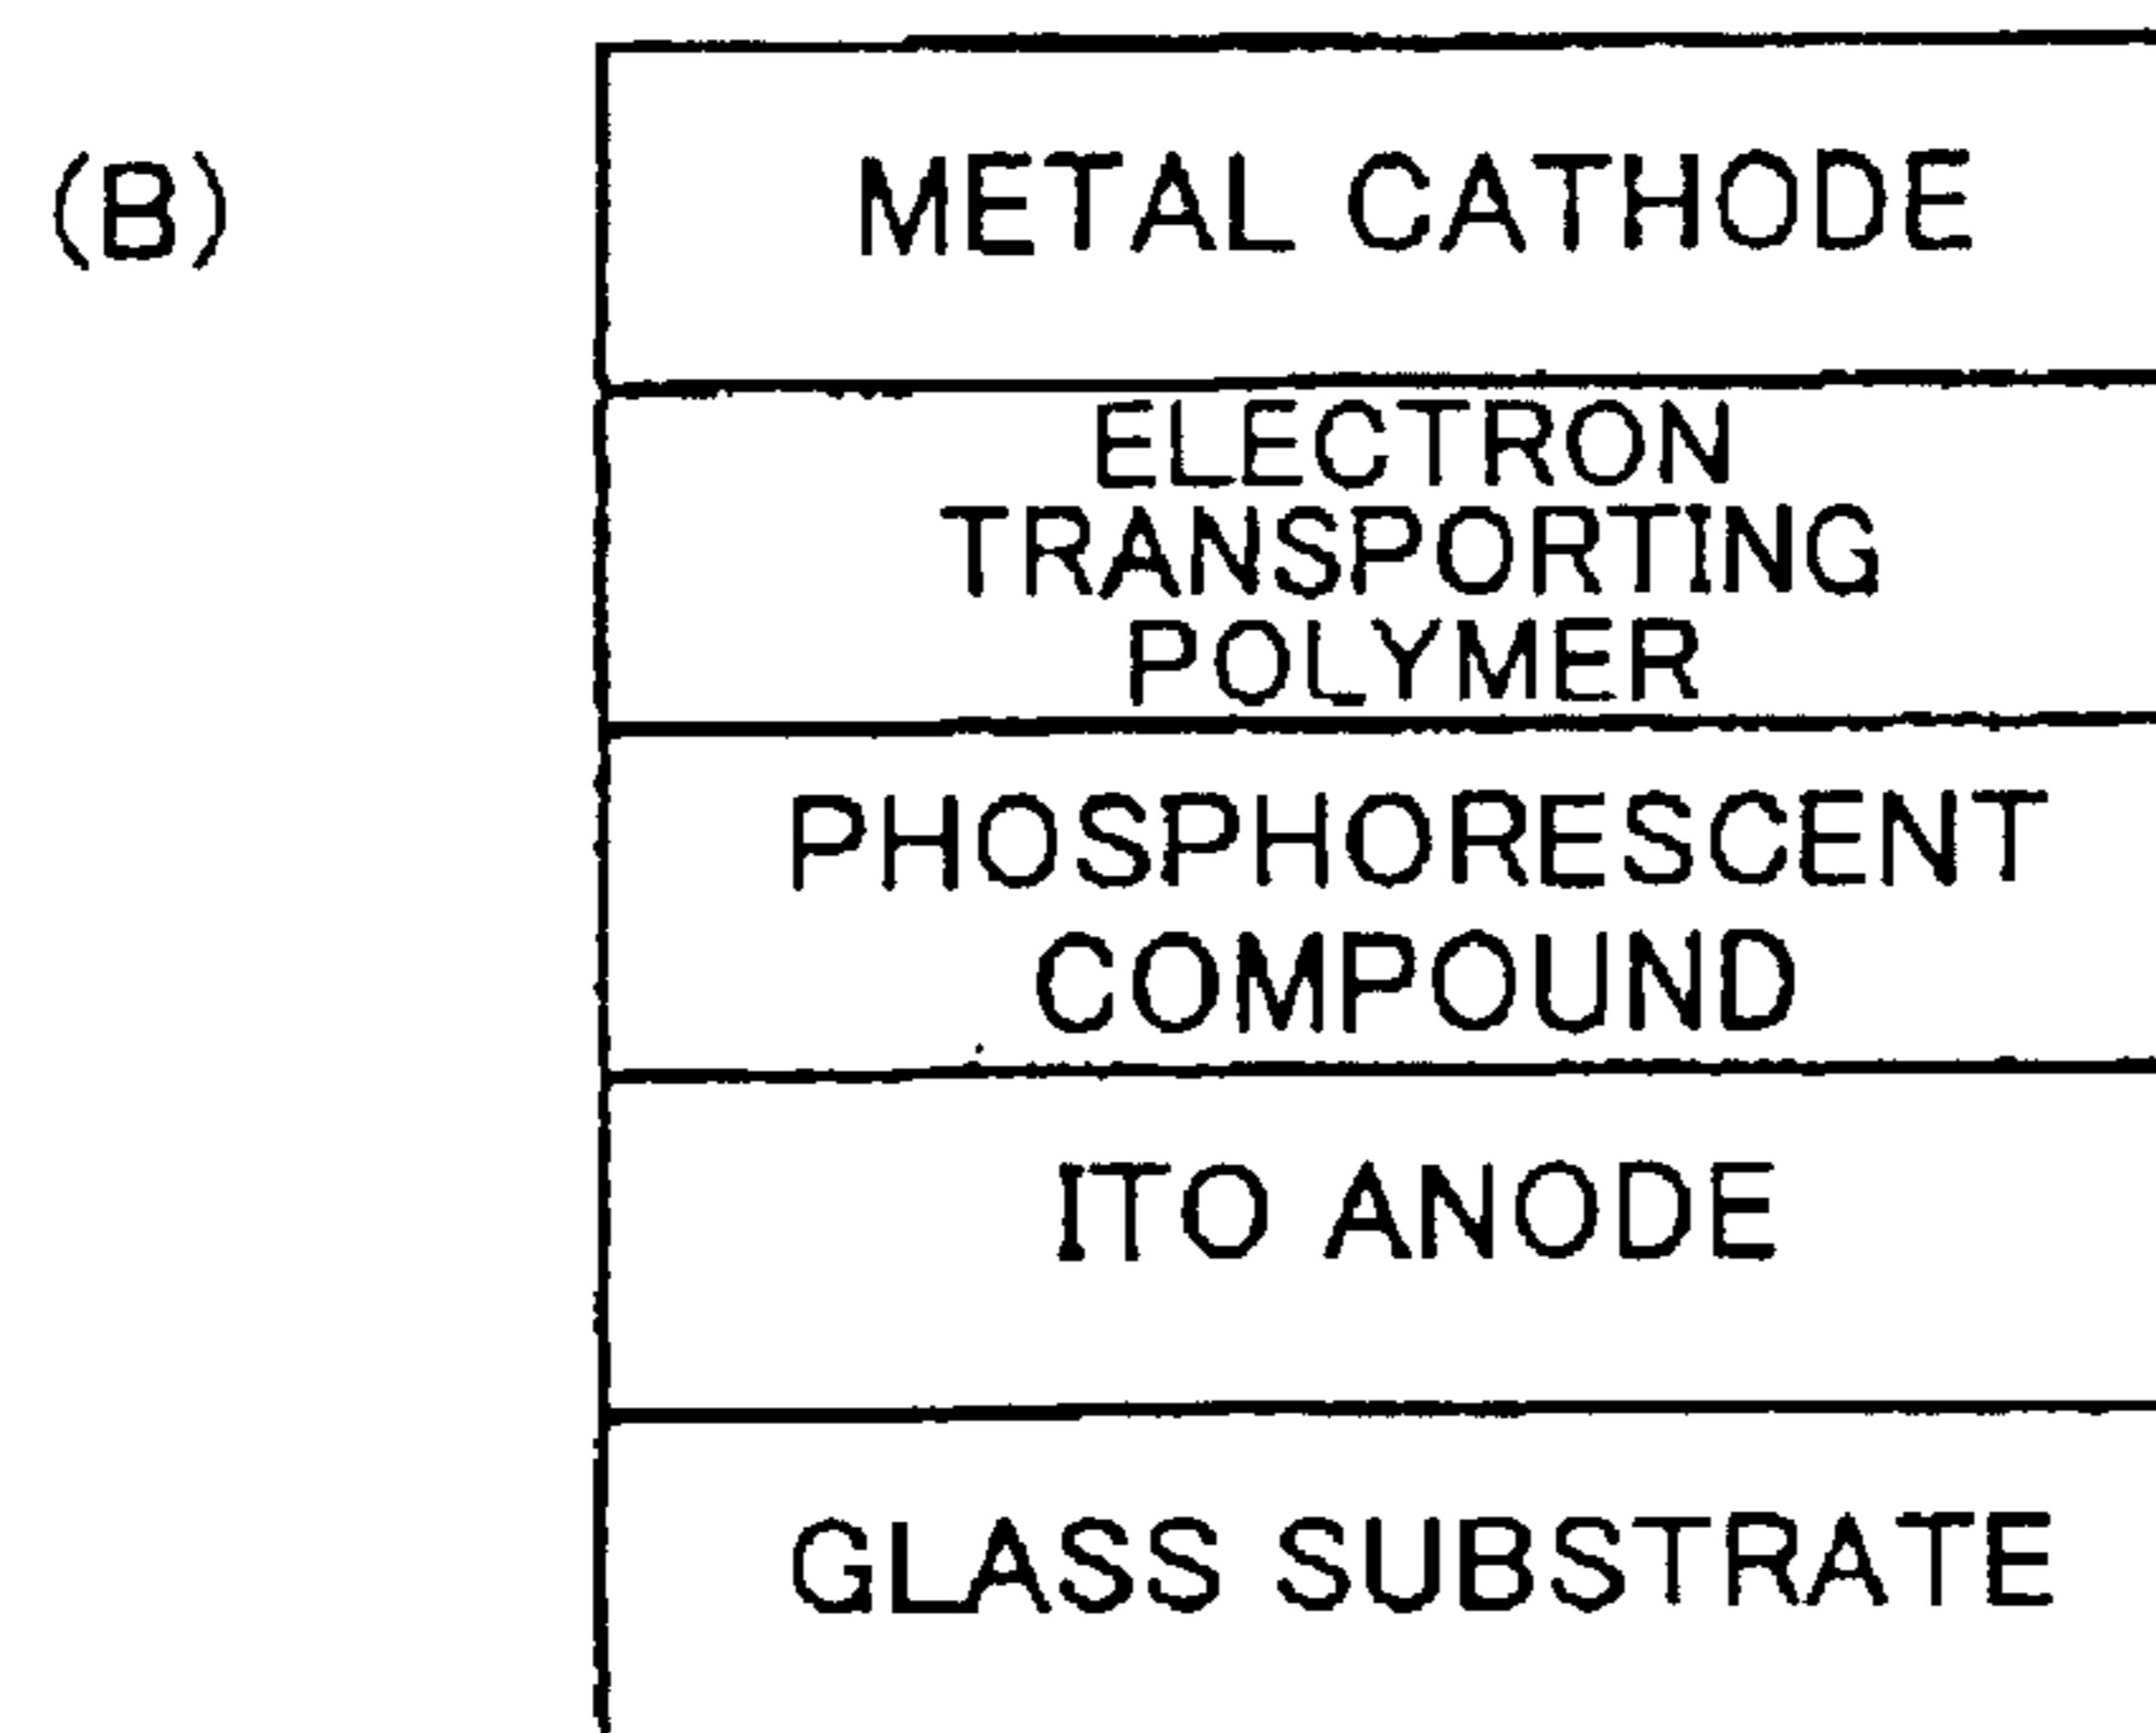 (B)
METAL CATHODE
ELECTRON
TRANSPORTING
POLYMER
PHOSPHORESCENT
COMPOUND
ITO ANODE
GLASS SUBSTRATE